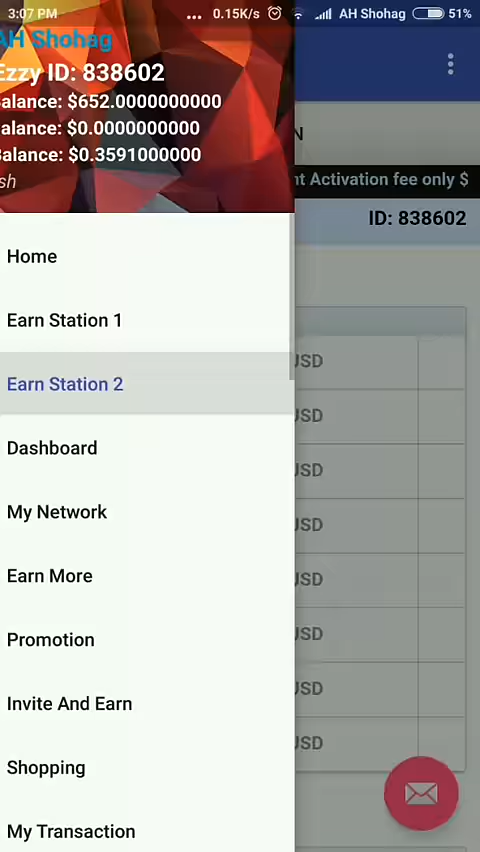 3:07 PM ... 0.15K/s AH Shohag 51%
AH Shohag
Ezzy ID: 838602
alance: $652.0000000000
alance: $0.0000000000
Balance: $0.3591000000
sh
N
nt Activation fee only $
ID: 838602
Home
Earn Station 1
Earn Station 2
Dashboard
My Network
Earn More
Promotion
Invite And Earn
Shopping
My Transaction
USD
USD
USD
USD
USD
USD
USD
USD